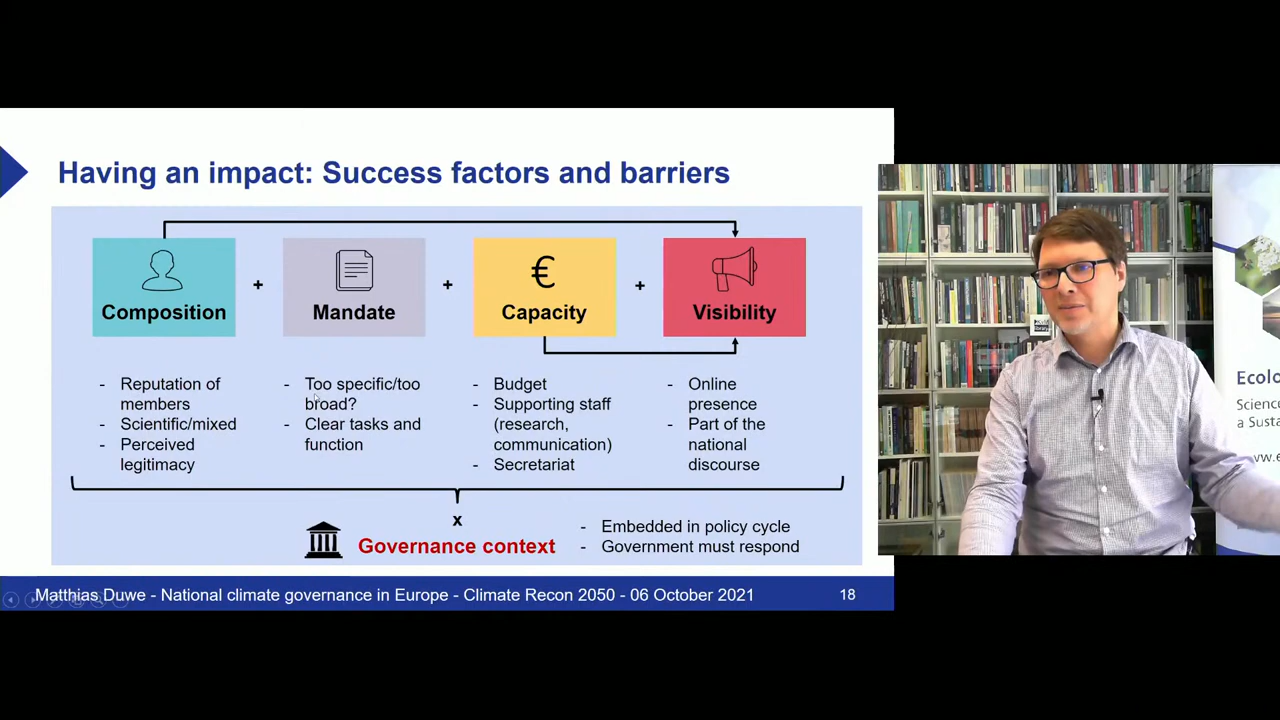 Having an impact: Success factors and barriers
Composition
+
Mandate
+
€
Capacity
+
Visibility
- Reputation of
members
- Scientific/mixed
- Perceived
legitimacy
- Too specific/too
broad?
- Clear tasks and
function
- Budget
- Supporting staff
(research,
communication)
- Secretariat
- Online
presence
- Part of the
national
discourse
x
Governance context
- Embedded in policy cycle
- Government must respond
Matthias Duwe - National climate governance in Europe - Climate Recon 2050 - 06 October 2021
18
Ecolo
Science
a Susta